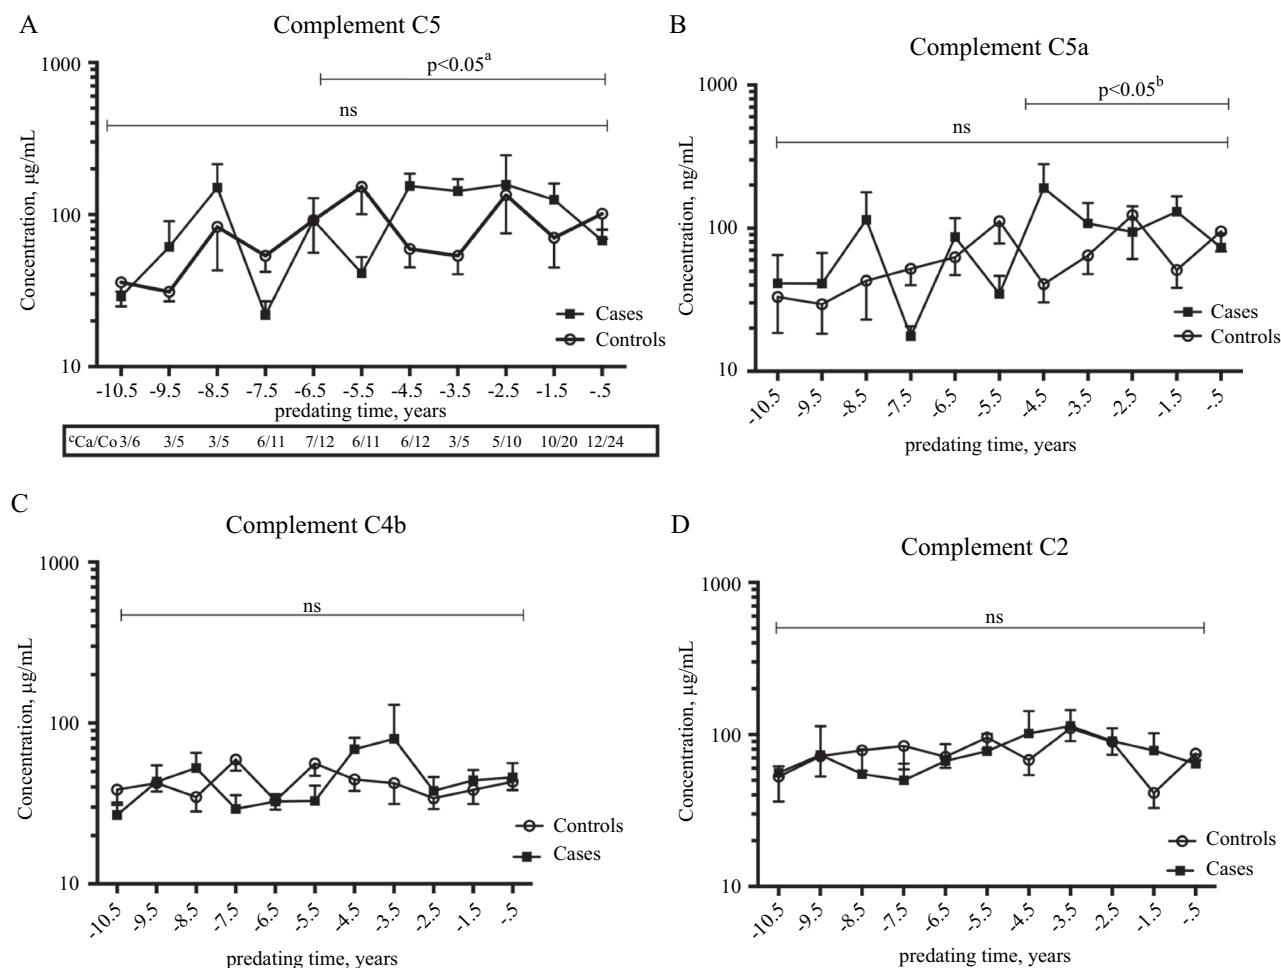 A
Complement C5
1000
100
10
Concentration, µg/mL
p<0.05a
ns
Cases
Controls
-10.5 -9.5 -8.5 -7.5 -6.5 -5.5 -4.5 -3.5 -2.5 -1.5 -.5
predating time, years
cCa/Co 3/6 3/5 3/5 6/11 7/12 6/11 6/12 3/5 5/10 10/20 12/24
B
Complement C5a
1000
100
10
Concentration, ng/mL
p<0.05b
ns
Cases
Controls
-10.5 -9.5 -8.5 -7.5 -6.5 -5.5 -4.5 -3.5 -2.5 -1.5 -.5
predating time, years
C
Complement C4b
1000
100
10
Concentration, µg/mL
ns
Controls
Cases
-10.5 -9.5 -8.5 -7.5 -6.5 -5.5 -4.5 -3.5 -2.5 -1.5 -.5
predating time, years
D
Complement C2
1000
100
10
Concentration, µg/mL
ns
Controls
Cases
-10.5 -9.5 -8.5 -7.5 -6.5 -5.5 -4.5 -3.5 -2.5 -1.5 -.5
predating time, years